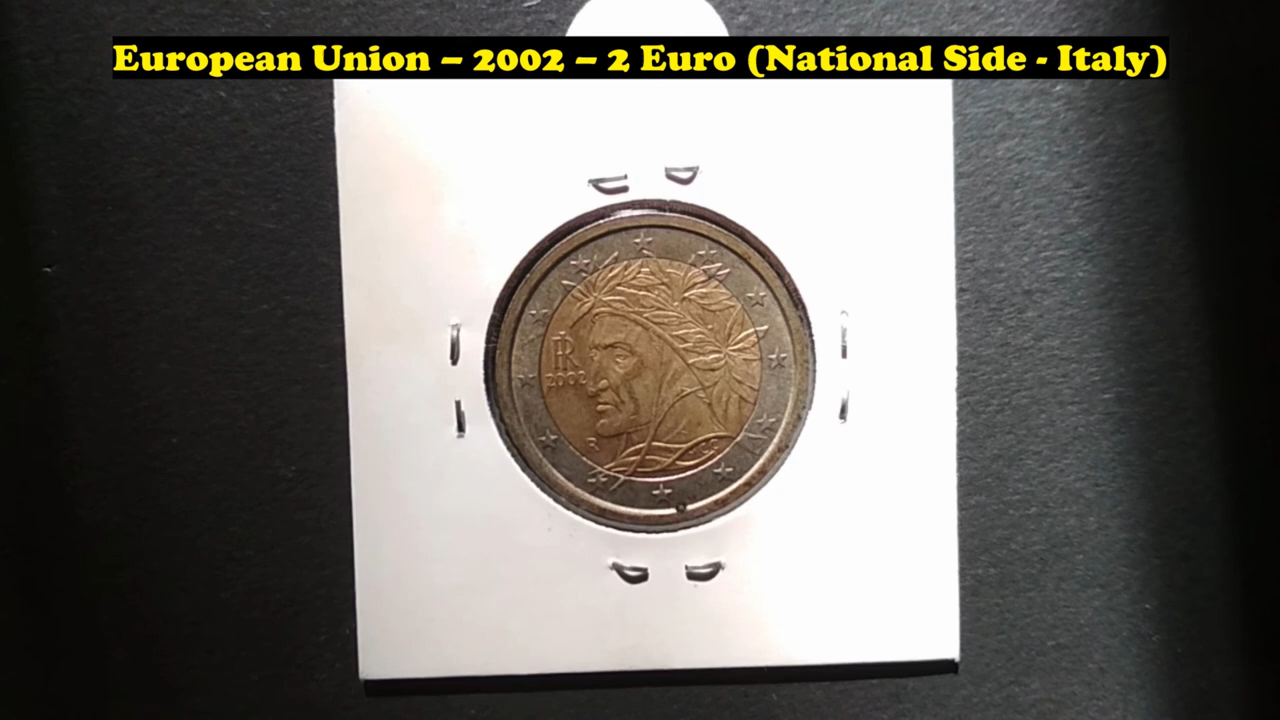 European Union – 2002 – 2 Euro (National Side - Italy)
RI
2002
R